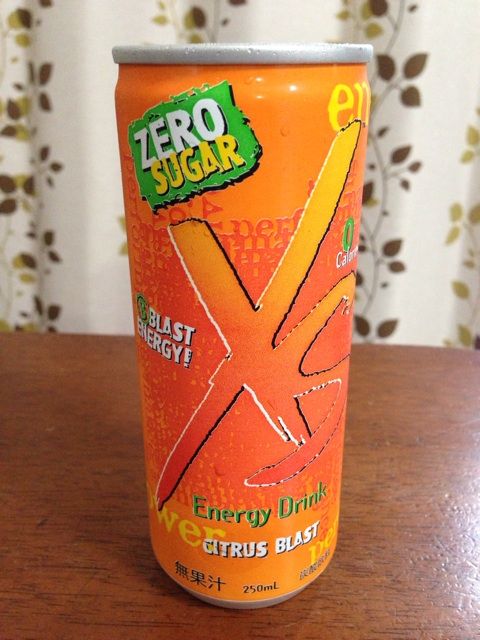 ZERO
SUGAR
en
XS
0
Calorie
B BLAST
ENERGY!
Energy Drink
CITRUS BLAST
無果汁
250mL
炭酸飲料